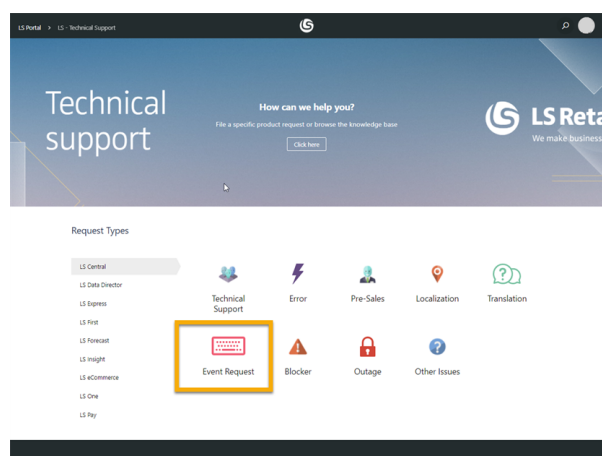 LS Portal > LS - Technical Support
Technical
support
How can we help you?
File a specific product request or browse the knowledge base
Click here
LS Reta
We make business
Request Types
LS Central
LS Data Director
LS Express
LS First
LS Forecast
LS Insight
LS eCommerce
LS One
LS Pay
Technical
Support
Error
Pre-Sales
Localization
Translation
Event Request
Blocker
Outage
Other Issues